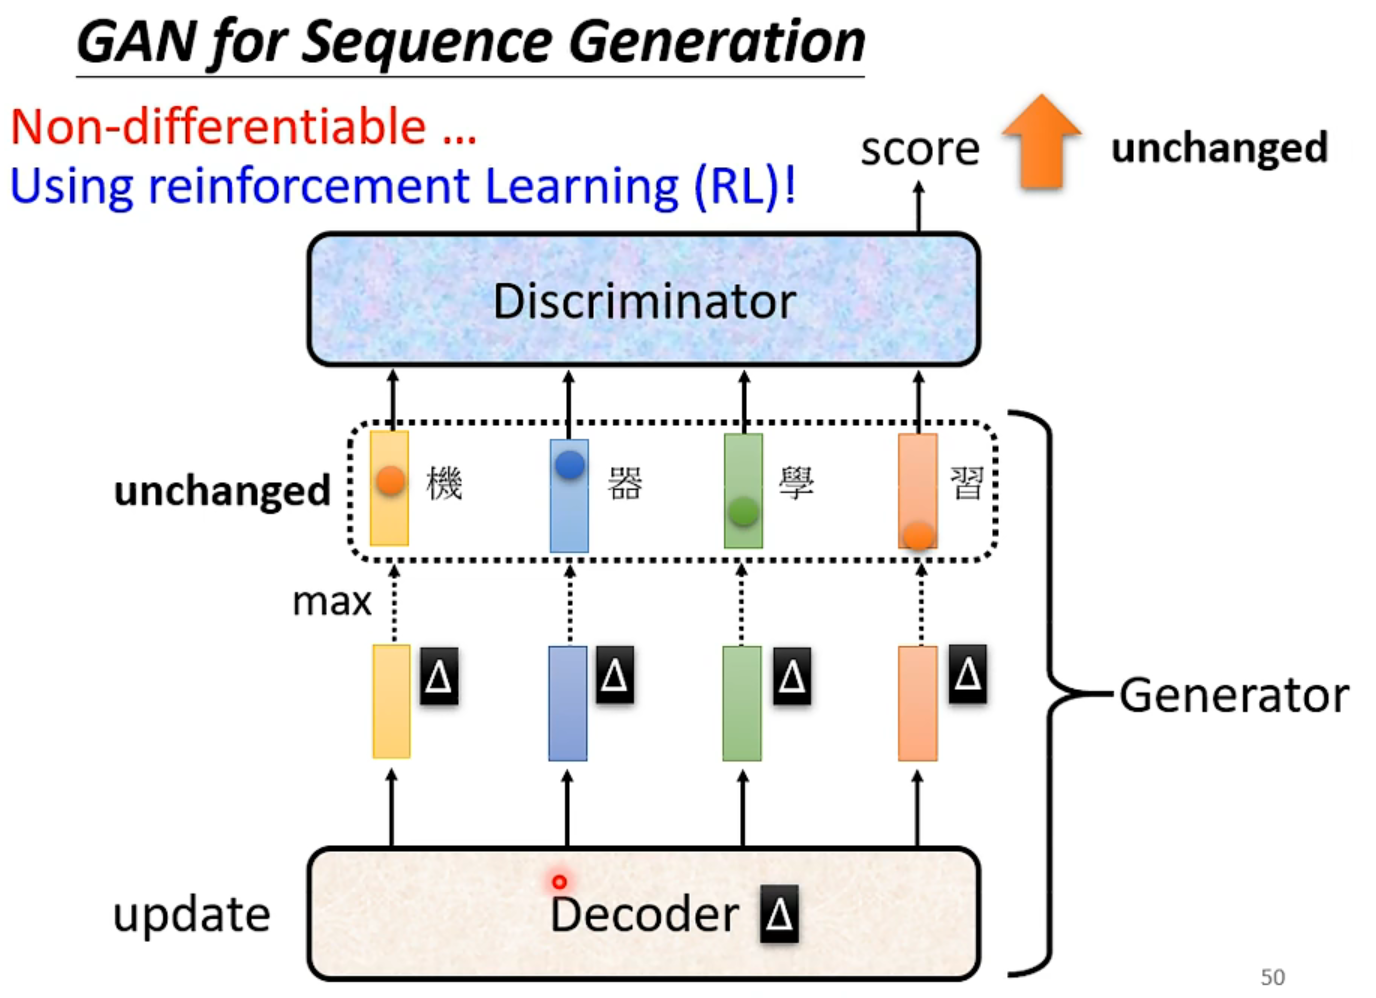 GAN for Sequence Generation
Non-differentiable …
Using reinforcement Learning (RL)!
score
unchanged
Discriminator
unchanged
機 器 學 習
max
Δ Δ Δ Δ
Generator
update
Decoder Δ
50